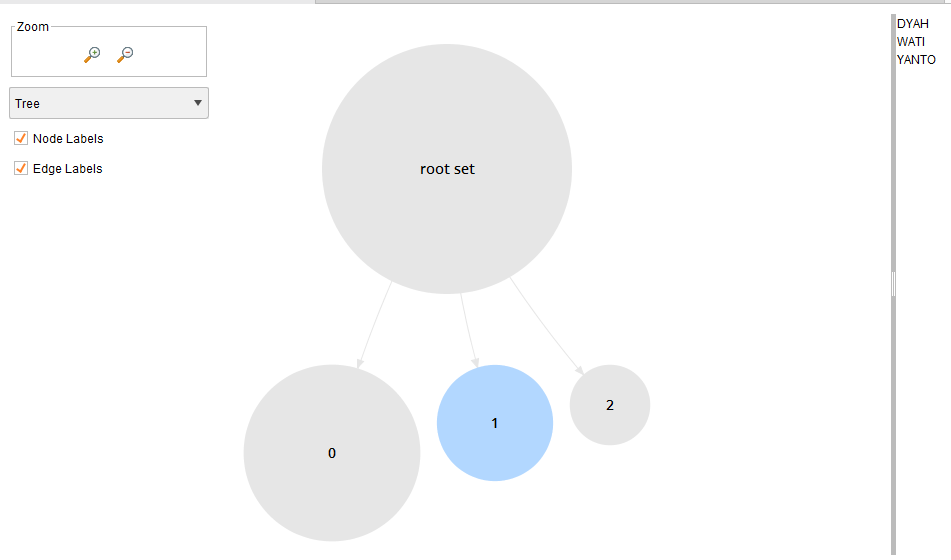 Zoom
Tree
Node Labels
Edge Labels
root set
0
1
2
DYAH
WATI
YANTO